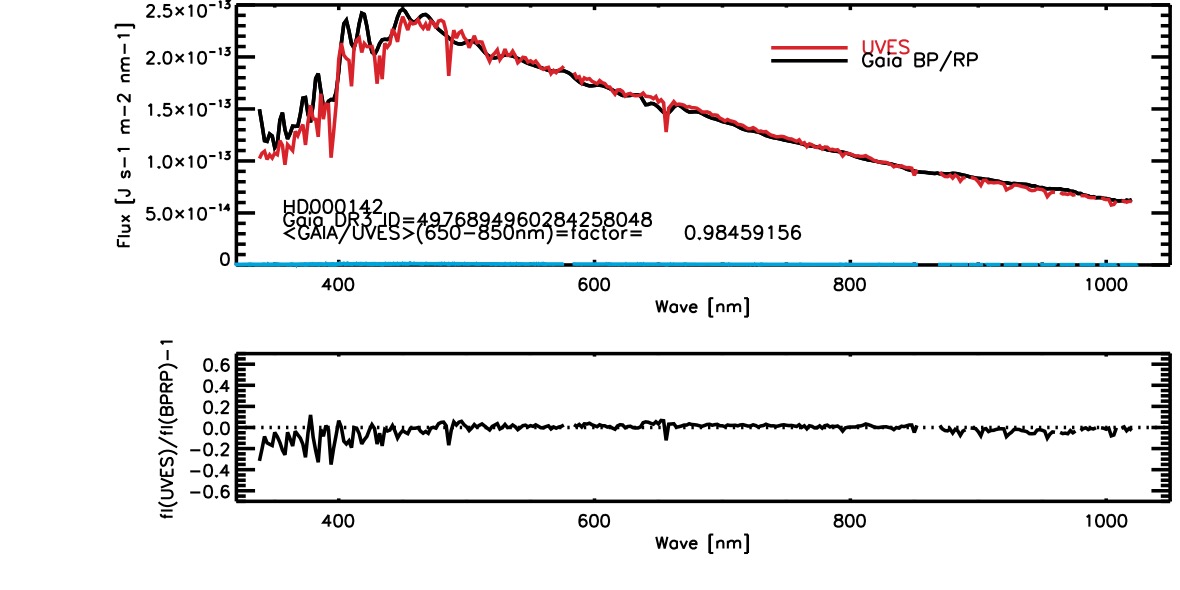 2.5×10−13
2.0×10−13
1.5×10−13
1.0×10−13
5.0×10−14
0
Flux [J s−1 m−2 nm−1]
UVES
Gaia BP/RP
HD000142
Gaia DR3 ID=4976894960284258048
<GAIA/UVES>(650−850nm)=factor= 0.98459156
400 600 800 1000
Wave [nm]
0.6
0.4
0.2
0.0
−0.2
−0.4
−0.6
fl(UVES)/fl(BPRP)−1
400 600 800 1000
Wave [nm]